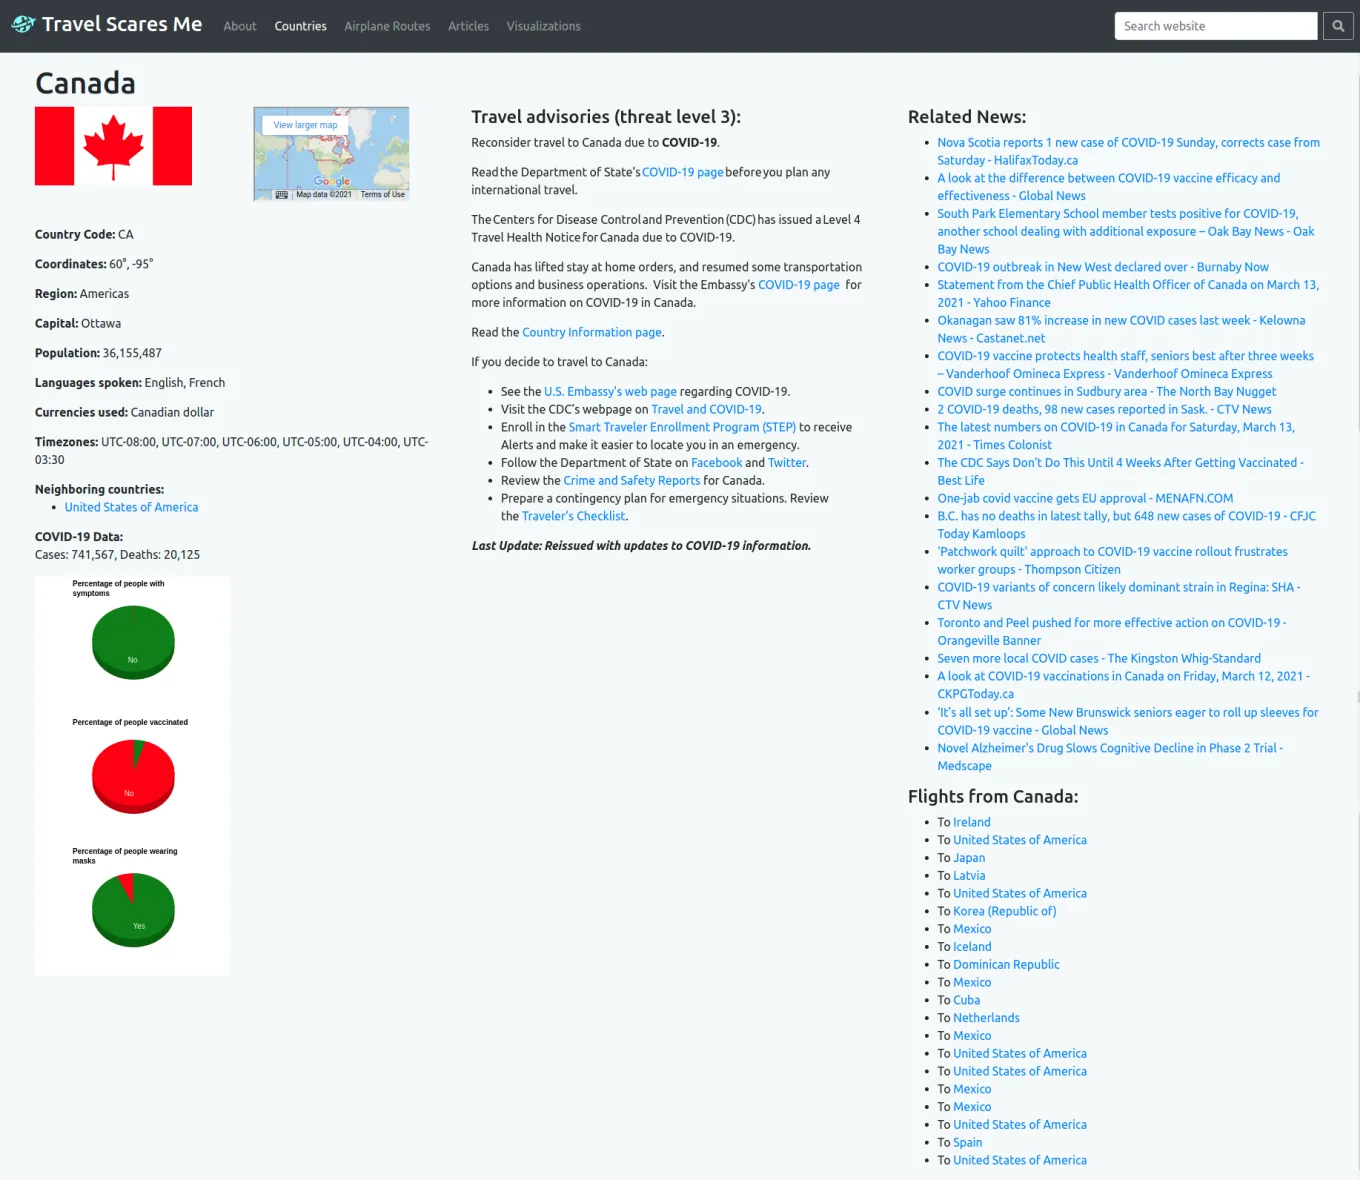 Travel Scares Me
About
Countries
Airplane Routes
Articles
Visualizations
Search website
Canada
View larger map
Google
Map data ©2021
Terms of Use
Country Code: CA
Coordinates: 60°, -95°
Region: Americas
Capital: Ottawa
Population: 36,155,487
Languages spoken: English, French
Currencies used: Canadian dollar
Timezones: UTC-08:00, UTC-07:00, UTC-06:00, UTC-05:00, UTC-04:00, UTC-
03:30
Neighboring countries:
• United States of America
COVID-19 Data:
Cases: 741,567, Deaths: 20,125
Percentage of people with
symptoms
No
Percentage of people vaccinated
No
Percentage of people wearing
masks
Yes
Travel advisories (threat level 3):
Reconsider travel to Canada due to COVID-19.
Read the Department of State's COVID-19 page before you plan any
international travel.
The Centers for Disease Control and Prevention (CDC) has issued a Level 4
Travel Health Notice for Canada due to COVID-19.
Canada has lifted stay at home orders, and resumed some transportation
options and business operations. Visit the Embassy's COVID-19 page for
more information on COVID-19 in Canada.
Read the Country Information page.
If you decide to travel to Canada:
• See the U.S. Embassy's web page regarding COVID-19.
• Visit the CDC's webpage on Travel and COVID-19.
• Enroll in the Smart Traveler Enrollment Program (STEP) to receive
Alerts and make it easier to locate you in an emergency.
• Follow the Department of State on Facebook and Twitter.
• Review the Crime and Safety Reports for Canada.
• Prepare a contingency plan for emergency situations. Review
the Traveler's Checklist.
Last Update: Reissued with updates to COVID-19 information.
Related News:
• Nova Scotia reports 1 new case of COVID-19 Sunday, corrects case from
Saturday - HalifaxToday.ca
• A look at the difference between COVID-19 vaccine efficacy and
effectiveness - Global News
• South Park Elementary School member tests positive for COVID-19,
another school dealing with additional exposure – Oak Bay News - Oak
Bay News
• COVID-19 outbreak in New West declared over - Burnaby Now
• Statement from the Chief Public Health Officer of Canada on March 13,
2021 - Yahoo Finance
• Okanagan saw 81% increase in new COVID cases last week - Kelowna
News - Castanet.net
• COVID-19 vaccine protects health staff, seniors best after three weeks
– Vanderhoof Omineca Express - Vanderhoof Omineca Express
• COVID surge continues in Sudbury area - The North Bay Nugget
• 2 COVID-19 deaths, 98 new cases reported in Sask. - CTV News
• The latest numbers on COVID-19 in Canada for Saturday, March 13,
2021 - Times Colonist
• The CDC Says Don't Do This Until 4 Weeks After Getting Vaccinated -
Best Life
• One-jab covid vaccine gets EU approval - MENAFN.COM
• B.C. has no deaths in latest tally, but 648 new cases of COVID-19 - CFJC
Today Kamloops
• 'Patchwork quilt' approach to COVID-19 vaccine rollout frustrates
worker groups - Thompson Citizen
• COVID-19 variants of concern likely dominant strain in Regina: SHA -
CTV News
• Toronto and Peel pushed for more effective action on COVID-19 -
Orangeville Banner
• Seven more local COVID cases - The Kingston Whig-Standard
• A look at COVID-19 vaccinations in Canada on Friday, March 12, 2021 -
CKPGToday.ca
• 'It's all set up': Some New Brunswick seniors eager to roll up sleeves for
COVID-19 vaccine - Global News
• Novel Alzheimer's Drug Slows Cognitive Decline in Phase 2 Trial -
Medscape
Flights from Canada:
• To Ireland
• To United States of America
• To Japan
• To Latvia
• To United States of America
• To Korea (Republic of)
• To Mexico
• To Iceland
• To Dominican Republic
• To Mexico
• To Cuba
• To Netherlands
• To Mexico
• To United States of America
• To United States of America
• To Mexico
• To Mexico
• To United States of America
• To Spain
• To United States of America